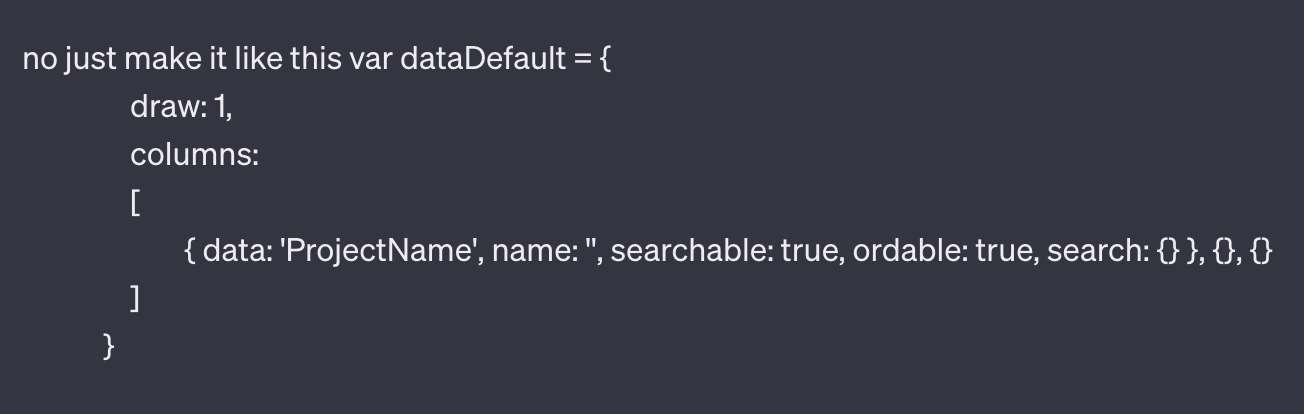 no just make it like this var dataDefault = {
draw: 1,
columns:
[
{ data: 'ProjectName', name: '', searchable: true, ordable: true, search: {} }, {}, {}
]
}